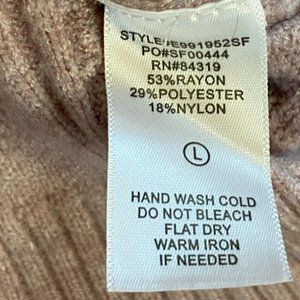 STYLE#E991952SF
PO#SF00444
RN#84319
53%RAYON
29%POLYESTER
18%NYLON
L
HAND WASH COLD
DO NOT BLEACH
FLAT DRY
WARM IRON
IF NEEDED